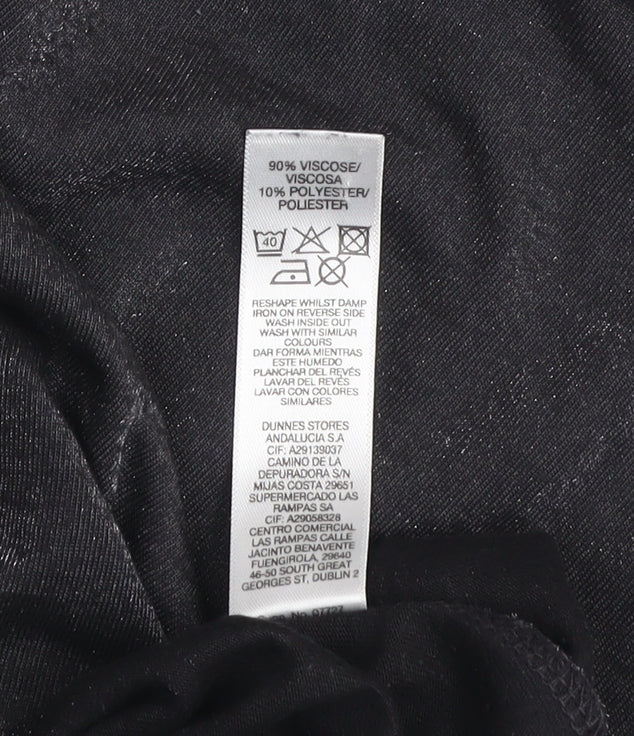 90% VISCOSE/
VISCOSA
10% POLYESTER/
POLIESTER
40
RESHAPE WHILST DAMP
IRON ON REVERSE SIDE
WASH INSIDE OUT
WASH WITH SIMILAR
COLOURS
DAR FORMA MIENTRAS
ESTE HUMEDO
PLANCHAR DEL REVÉS
LAVAR DEL REVÉS
LAVAR CON COLORES
SIMILARES
DUNNES STORES
ANDALUCIA S.A
CIF: A29139037
CAMINO DE LA
DEPURADORA S/N
MIJAS COSTA 29651
SUPERMERCADO LAS
RAMPAS SA
CIF: A29058328
CENTRO COMERCIAL
LAS RAMPAS CALLE
JACINTO BENAVENTE
FUENGIROLA, 29640
46-50 SOUTH GREAT
GEORGES ST, DUBLIN 2
No 07727